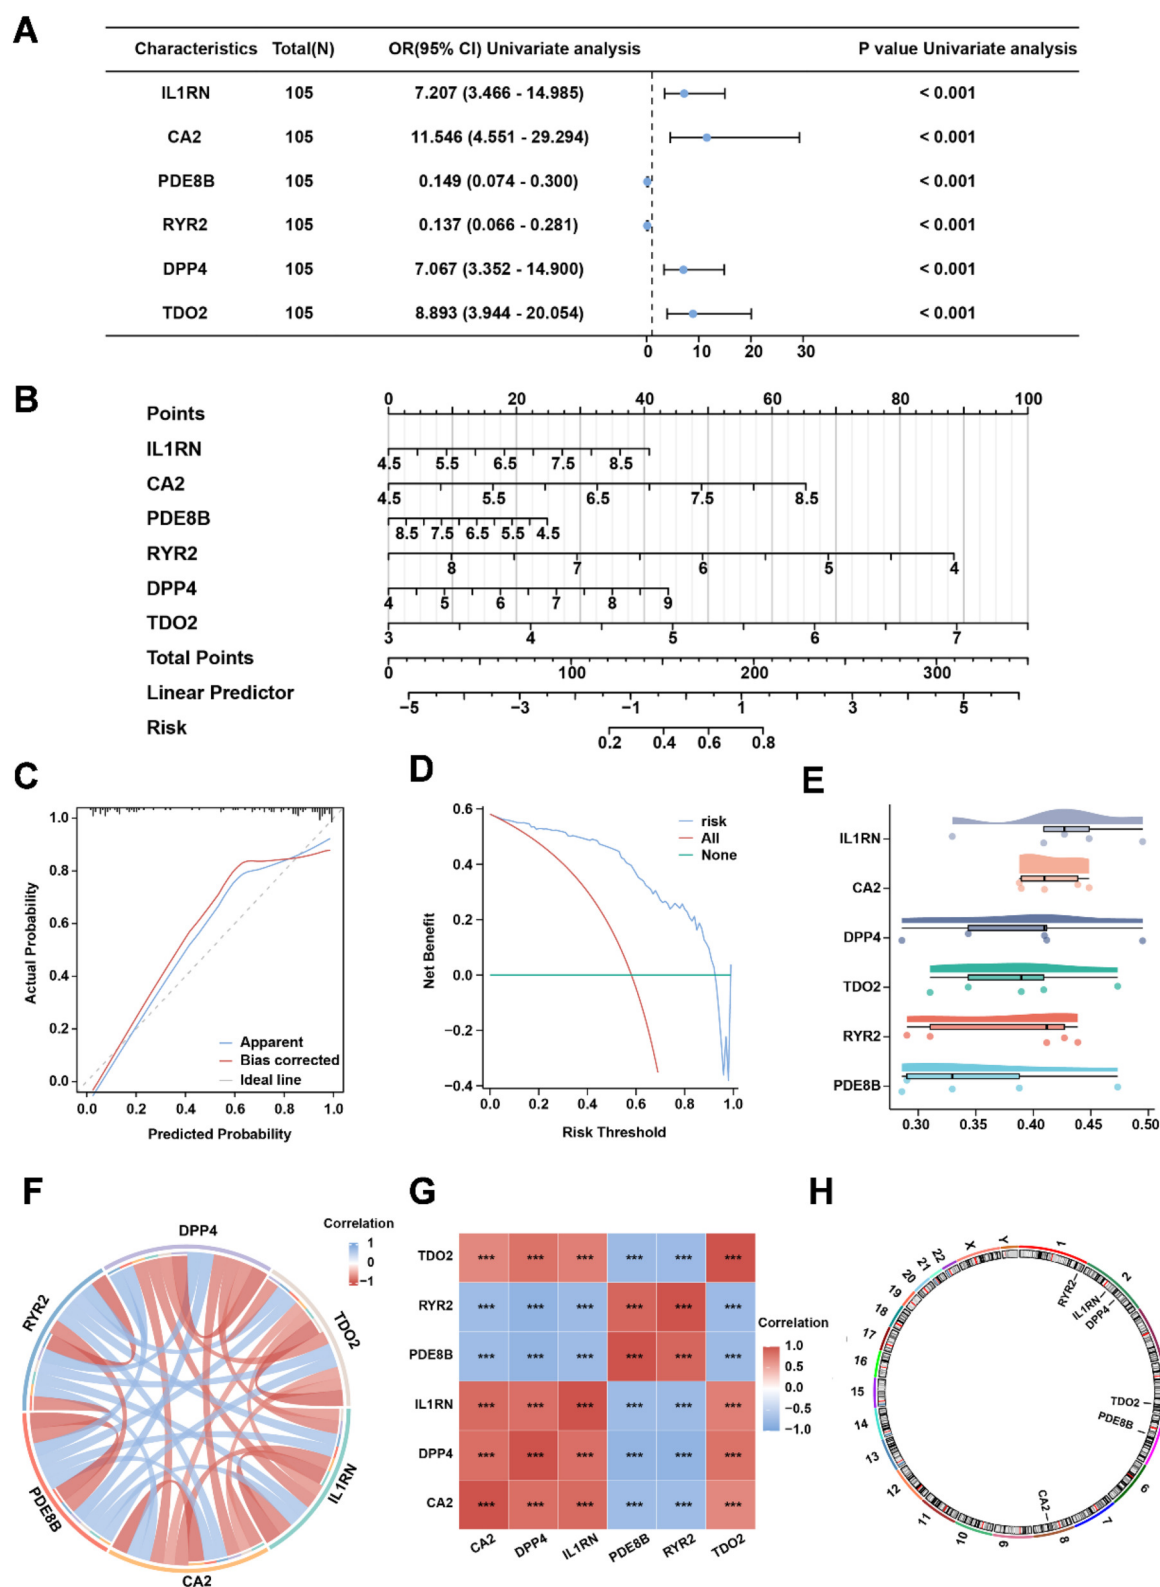 A
Characteristics Total(N) OR(95% CI) Univariate analysis P value Univariate analysis
IL1RN 105 7.207 (3.466 - 14.985) < 0.001
CA2 105 11.546 (4.551 - 29.294) < 0.001
PDE8B 105 0.149 (0.074 - 0.300) < 0.001
RYR2 105 0.137 (0.066 - 0.281) < 0.001
DPP4 105 7.067 (3.352 - 14.900) < 0.001
TDO2 105 8.893 (3.944 - 20.054) < 0.001
0 10 20 30
B
0 20 40 60 80 100
Points
IL1RN
4.5 5.5 6.5 7.5 8.5
CA2
4.5 5.5 6.5 7.5 8.5
PDE8B
8.5 7.5 6.5 5.5 4.5
RYR2
8 7 6 5 4
DPP4
4 5 6 7 8 9
TDO2
3 4 5 6 7
Total Points
0 100 200 300
Linear Predictor
−5 −3 −1 1 3 5
Risk
0.2 0.4 0.6 0.8
C
Actual Probability
1.0
0.8
0.6
0.4
0.2
0.0
Apparent
Bias corrected
Ideal line
0.0 0.2 0.4 0.6 0.8 1.0
Predicted Probability
D
Net Benefit
0.6
0.4
0.2
0.0
−0.2
−0.4
risk
All
None
0.0 0.2 0.4 0.6 0.8 1.0
Risk Threshold
E
IL1RN
CA2
DPP4
TDO2
RYR2
PDE8B
0.30 0.35 0.40 0.45 0.50
F
Correlation
1
0
−1
DPP4
TDO2
IL1RN
CA2
PDE8B
RYR2
G
TDO2 *** *** *** *** *** ***
RYR2 *** *** *** *** *** ***
PDE8B *** *** *** *** *** ***
IL1RN *** *** *** *** *** ***
DPP4 *** *** *** *** *** ***
CA2 *** *** *** *** *** ***
CA2 DPP4 IL1RN PDE8B RYR2 TDO2
Correlation
1.0
0.5
0.0
−0.5
−1.0
H
1
2
6
7
8
9
10
11
12
13
14
15
16
17
18
19
20
21
22
X
Y
RYR2
IL1RN
DPP4
TDO2
PDE8B
CA2